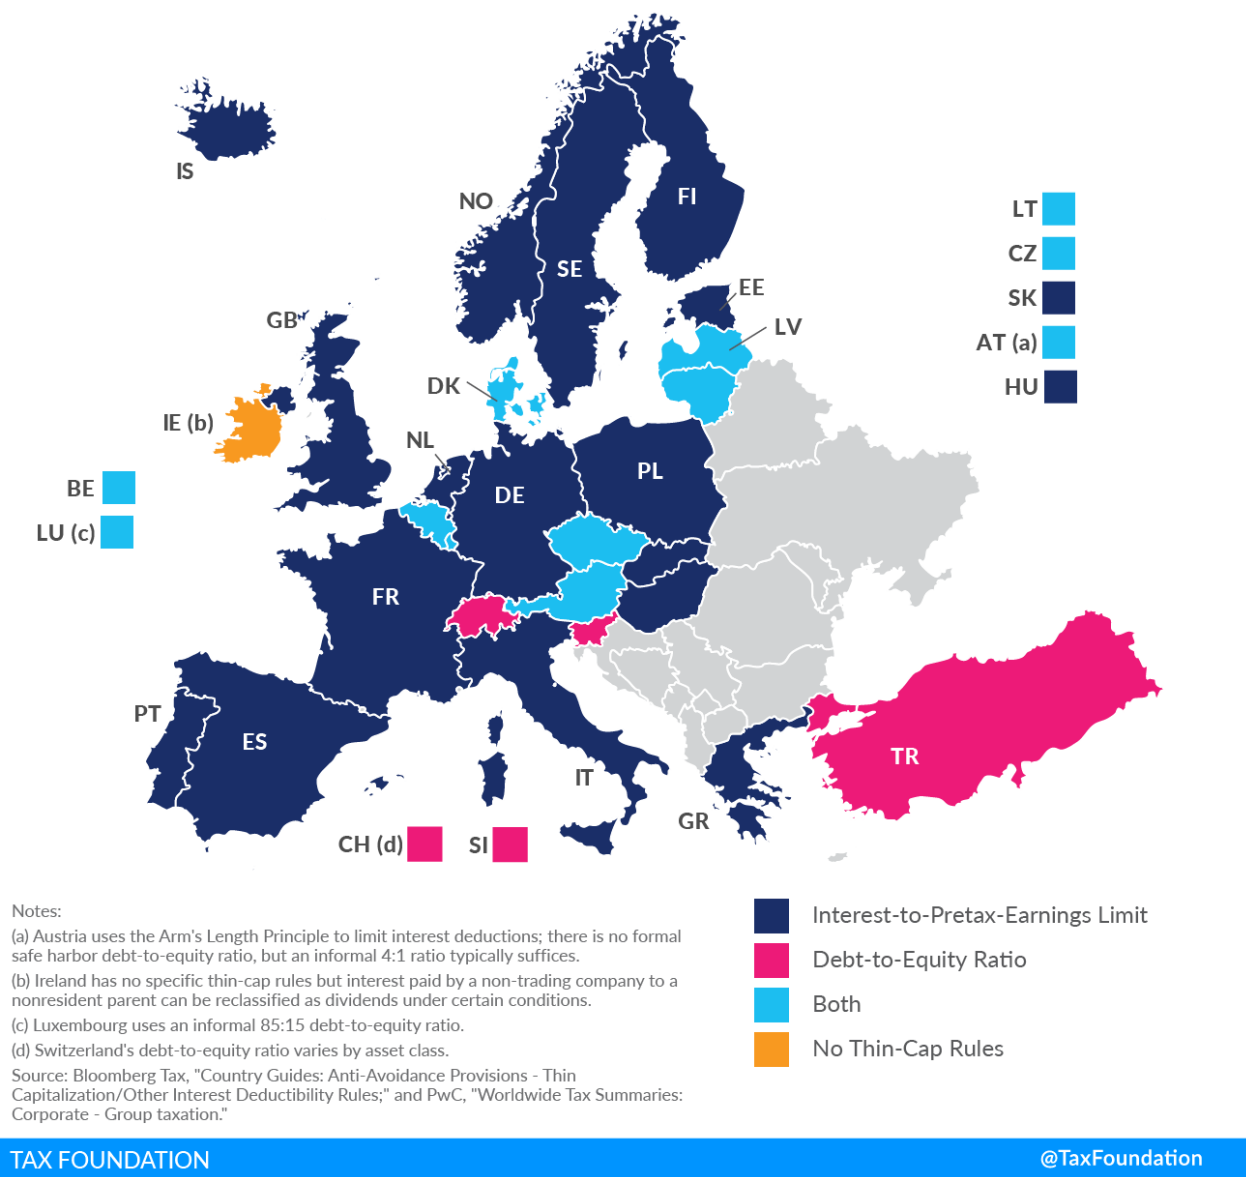 IS
NO
FI
SE
LT
CZ
SK
AT (a)
HU
EE
LV
GB
DK
IE (b)
NL
PL
DE
BE
LU (c)
FR
PT
ES
IT
TR
GR
CH (d)
SI
Notes:
(a) Austria uses the Arm's Length Principle to limit interest deductions; there is no formal
safe harbor debt-to-equity ratio, but an informal 4:1 ratio typically suffices.
(b) Ireland has no specific thin-cap rules but interest paid by a non-trading company to a
nonresident parent can be reclassified as dividends under certain conditions.
(c) Luxembourg uses an informal 85:15 debt-to-equity ratio.
(d) Switzerland's debt-to-equity ratio varies by asset class.
Source: Bloomberg Tax, "Country Guides: Anti-Avoidance Provisions - Thin
Capitalization/Other Interest Deductibility Rules;" and PwC, "Worldwide Tax Summaries:
Corporate - Group taxation."
Interest-to-Pretax-Earnings Limit
Debt-to-Equity Ratio
Both
No Thin-Cap Rules
TAX FOUNDATION
@TaxFoundation